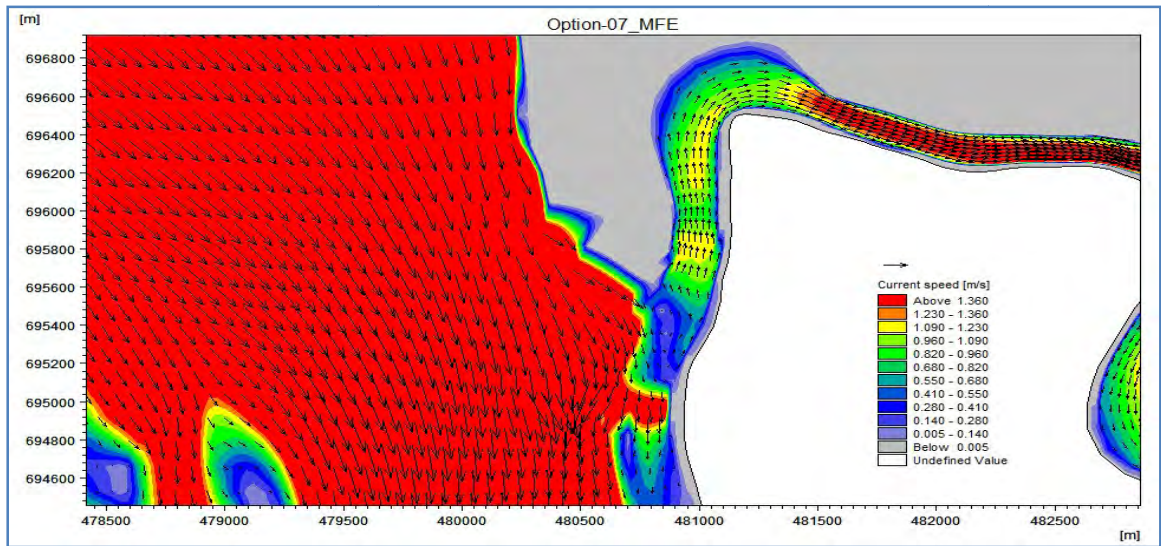 [m]
Option-07_MFE
696800
696600
696400
696200
696000
695800
695600
695400
695200
695000
694800
694600
Current speed [m/s]
Above 1.360
1.230 - 1.360
1.090 - 1.230
0.960 - 1.090
0.820 - 0.960
0.680 - 0.820
0.550 - 0.680
0.410 - 0.550
0.280 - 0.410
0.140 - 0.280
0.005 - 0.140
Below 0.005
Undefined Value
478500 479000 479500 480000 480500 481000 481500 482000 482500
[m]